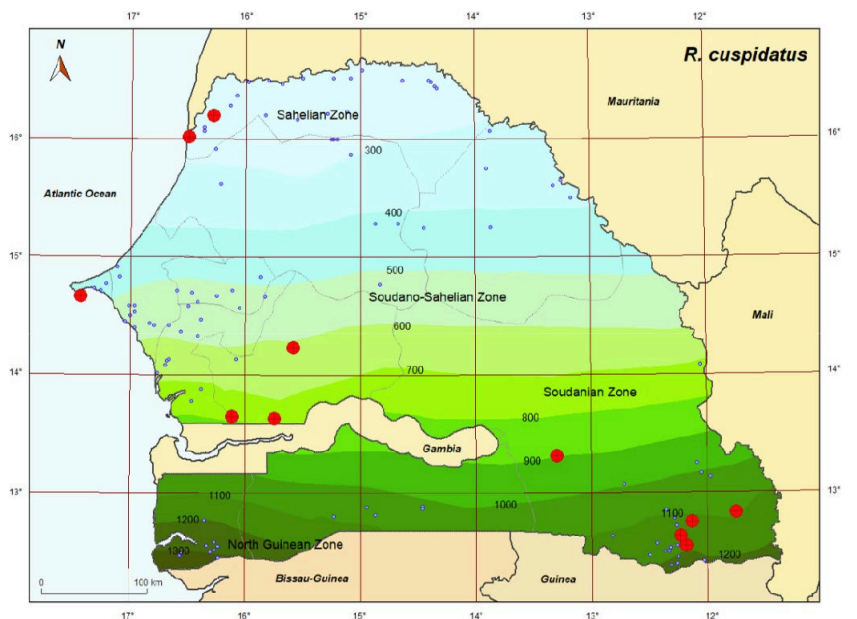 17° 16° 15° 14° 13° 12°
N
R. cuspidatus
Mauritania
Sahelian Zone
16° 16°
300
Atlantic Ocean
400
15° 15°
500
Soudano-Sahelian Zone
Mali
600
700
14° 14°
Soudanian Zone
800
Gambia
900
13° 13°
1100
1000
1100
1200
North Guinean Zone
1300
1200
0 100 km
Bissau-Guinea
Guinea
17° 16° 15° 14° 13° 12°